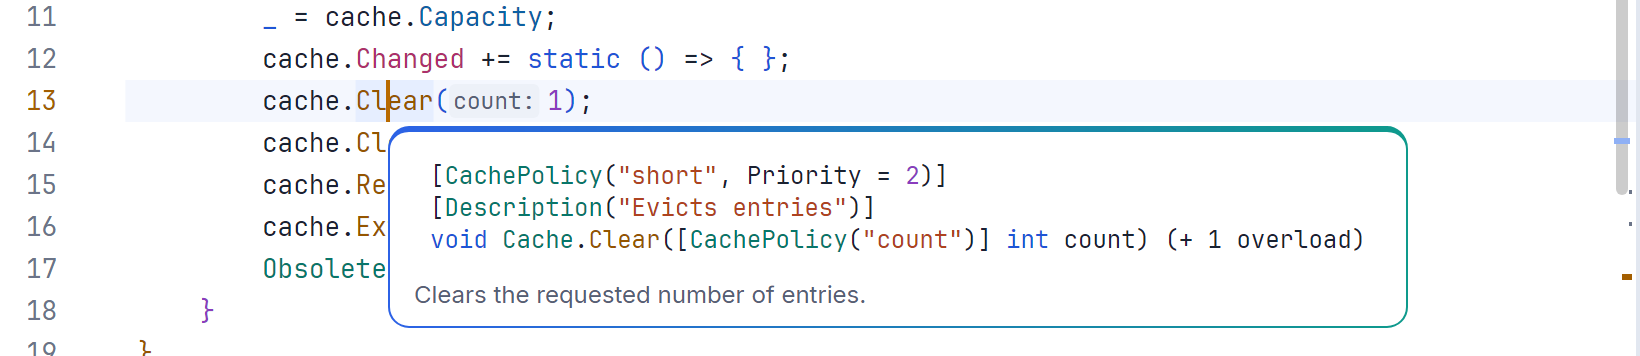 11 _ = cache.Capacity;
12 cache.Changed += static () => { };
13 cache.Clear(count: 1);
14 cache.Cl
15 cache.Re
16 cache.Ex
17 Obsolete
18 }
19 }
[CachePolicy("short", Priority = 2)]
[Description("Evicts entries")]
void Cache.Clear([CachePolicy("count")] int count) (+ 1 overload)
Clears the requested number of entries.